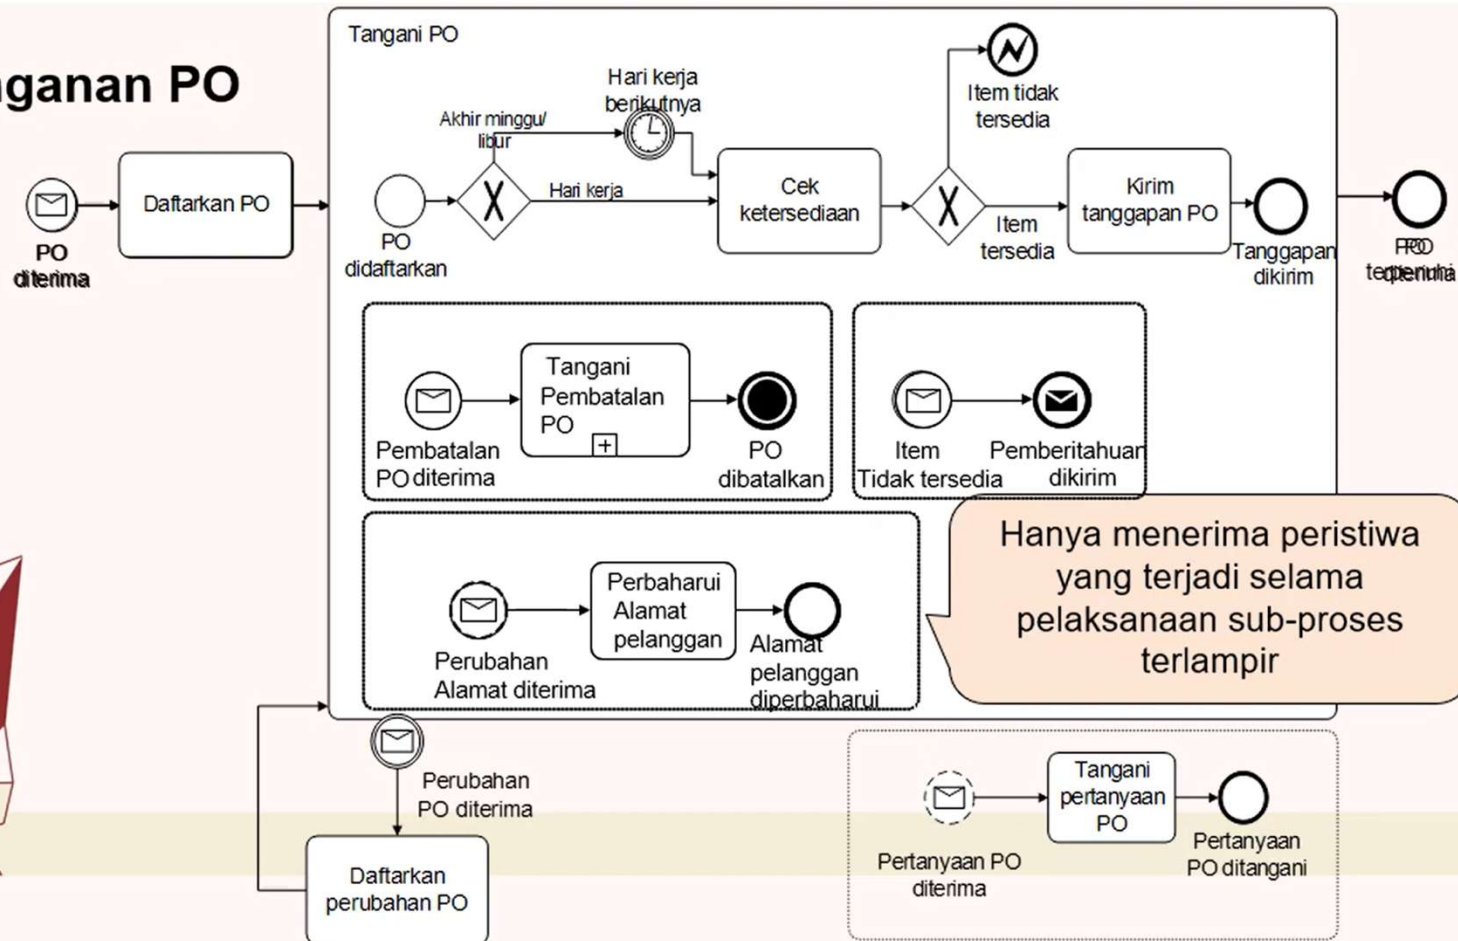 ganan PO
PO
diterima
Daftarkan PO
Tangani PO
PO
didaftarkan
Akhir minggu/
libur
Hari kerja
berikutnya
Hari kerja
Cek
ketersediaan
Item tidak
tersedia
Item
tersedia
Kirim
tanggapan PO
Tanggapan
dikirim
Pembatalan
PO diterima
Tangani
Pembatalan
PO
PO
dibatalkan
Item
Tidak tersedia
Pemberitahuan
dikirim
Perubahan
Alamat diterima
Perbaharui
Alamat
pelanggan
Alamat
pelanggan
diperbaharui
Hanya menerima peristiwa
yang terjadi selama
pelaksanaan sub-proses
terlampir
Perubahan
PO diterima
Daftarkan
perubahan PO
Pertanyaan PO
diterima
Tangani
pertanyaan
PO
Pertanyaan
PO ditangani